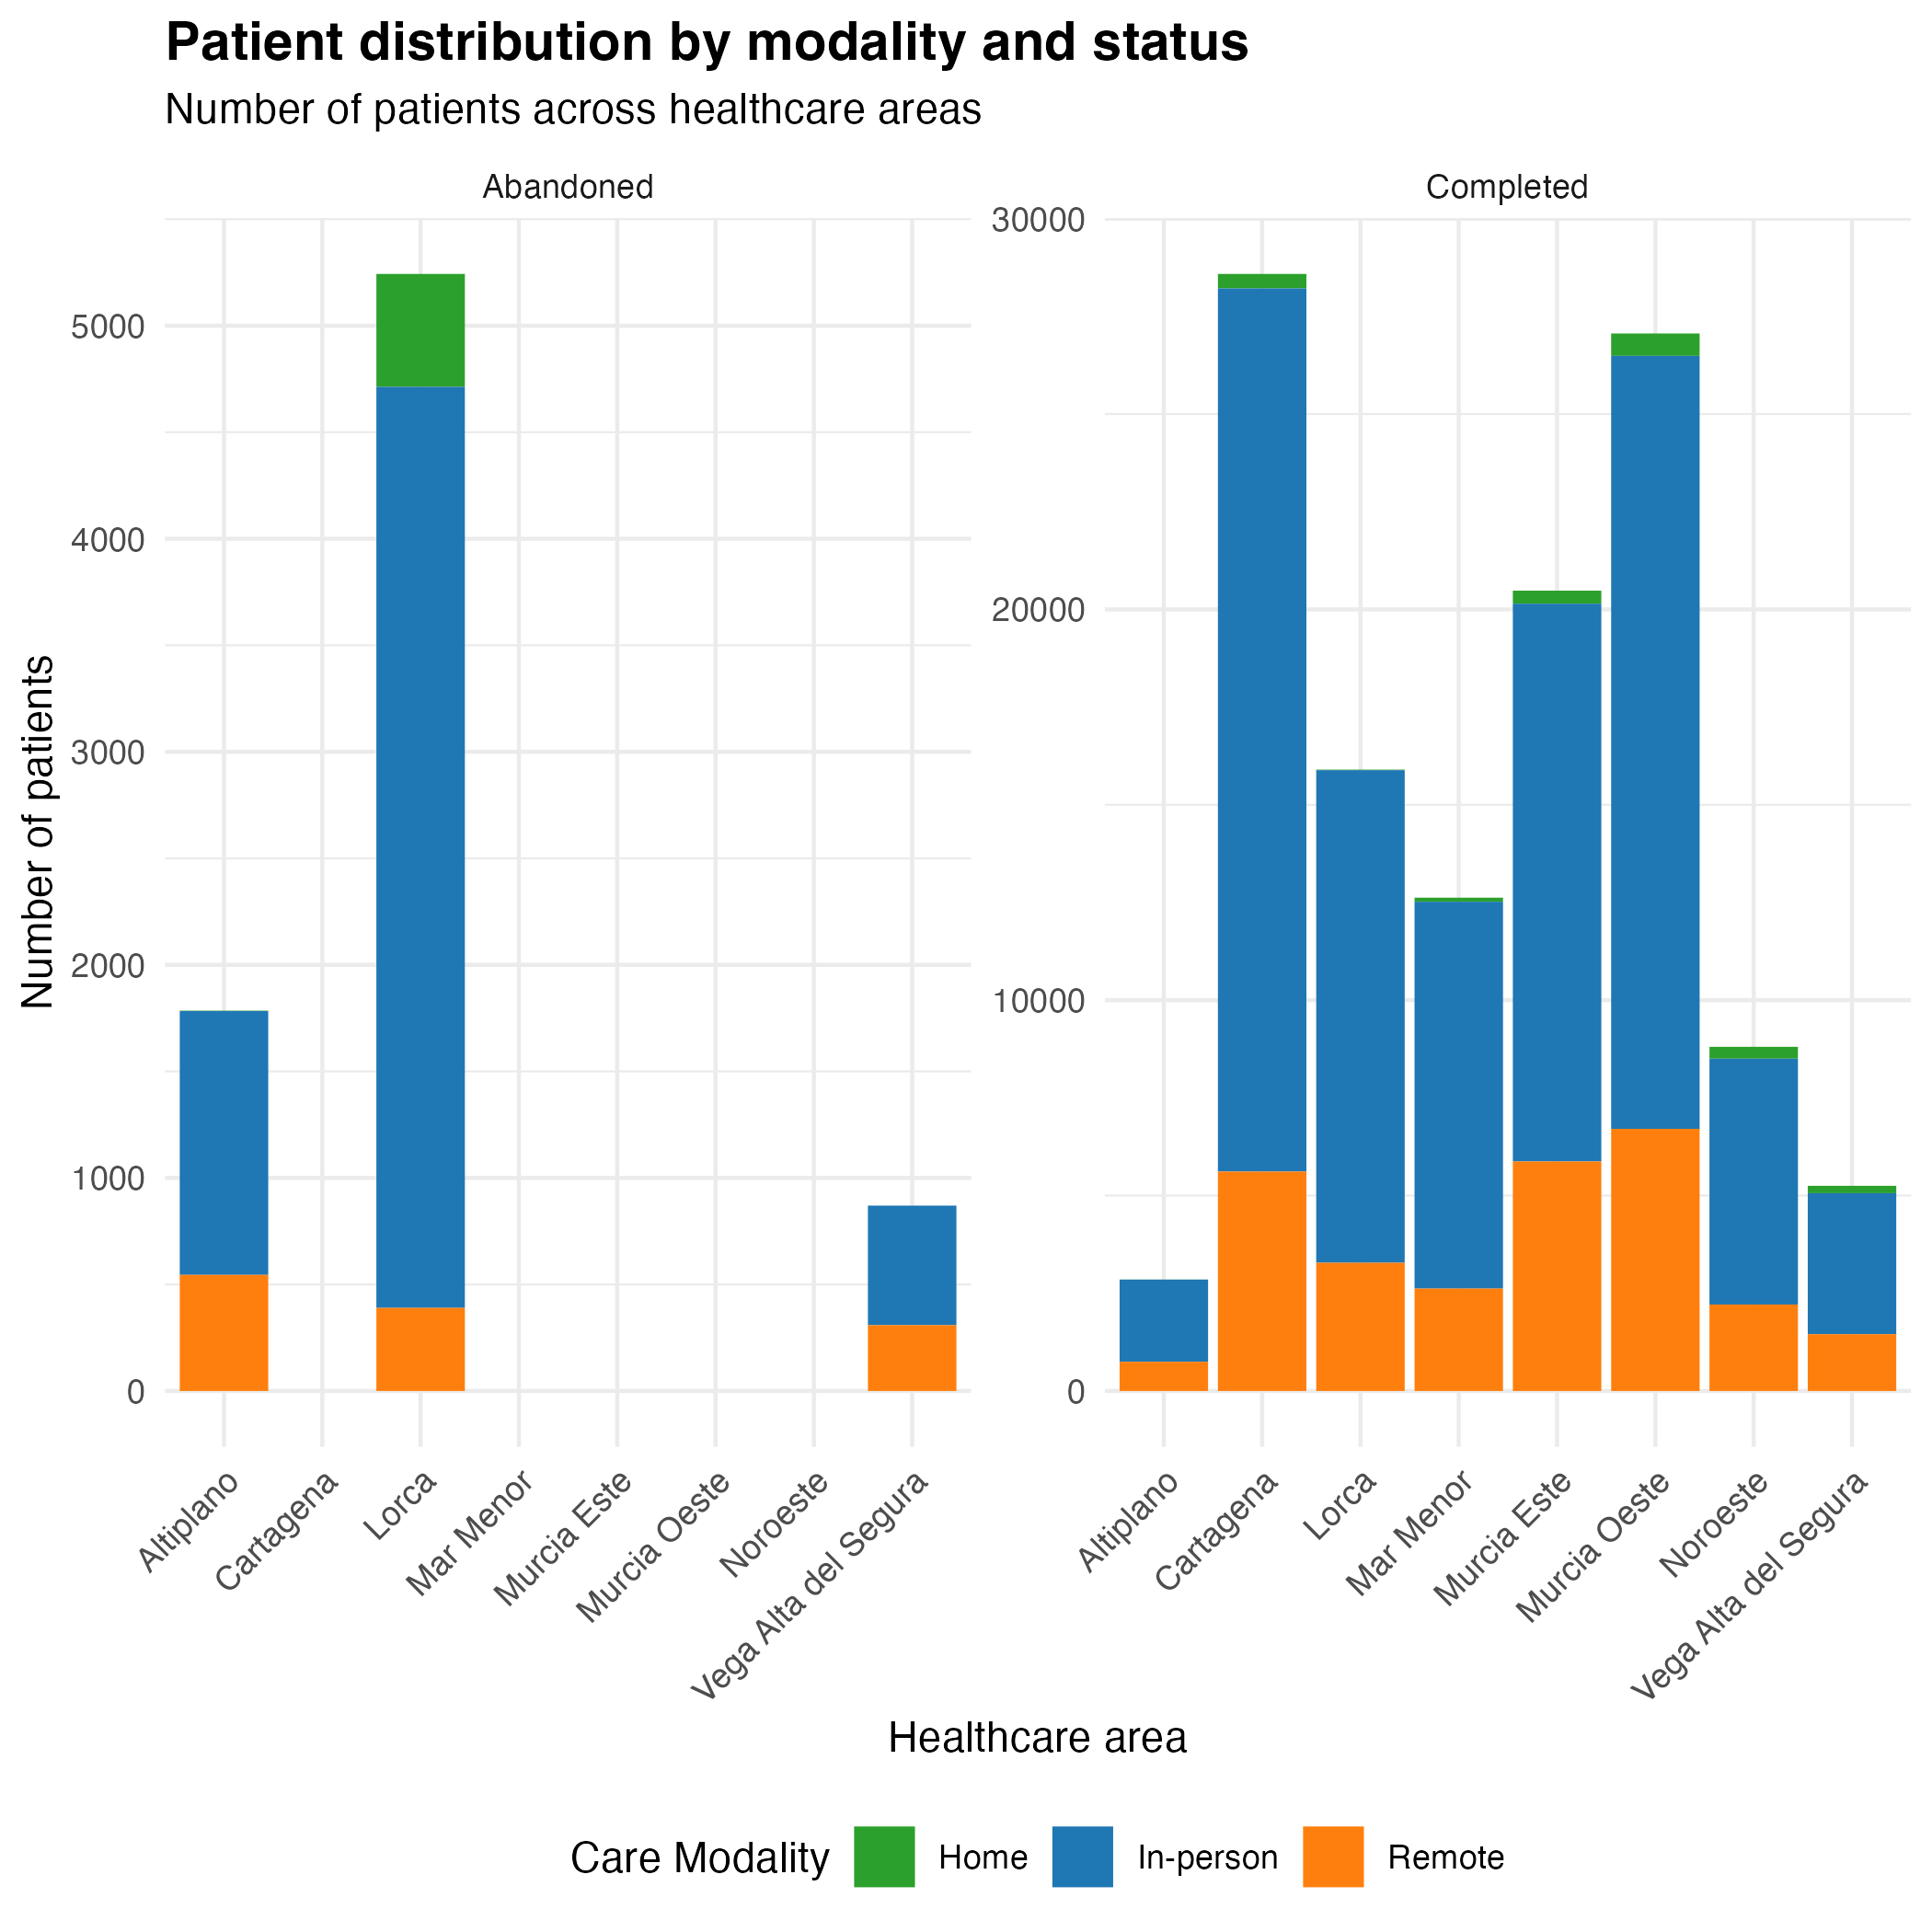 Patient distribution by modality and status
Number of patients across healthcare areas
Abandoned
Completed
Number of patients
5000
4000
3000
2000
1000
0
30000
20000
10000
0
Altiplano
Cartagena
Lorca
Mar Menor
Murcia Este
Murcia Oeste
Noroeste
Vega Alta del Segura
Altiplano
Cartagena
Lorca
Mar Menor
Murcia Este
Murcia Oeste
Noroeste
Vega Alta del Segura
Healthcare area
Care Modality Home In-person Remote